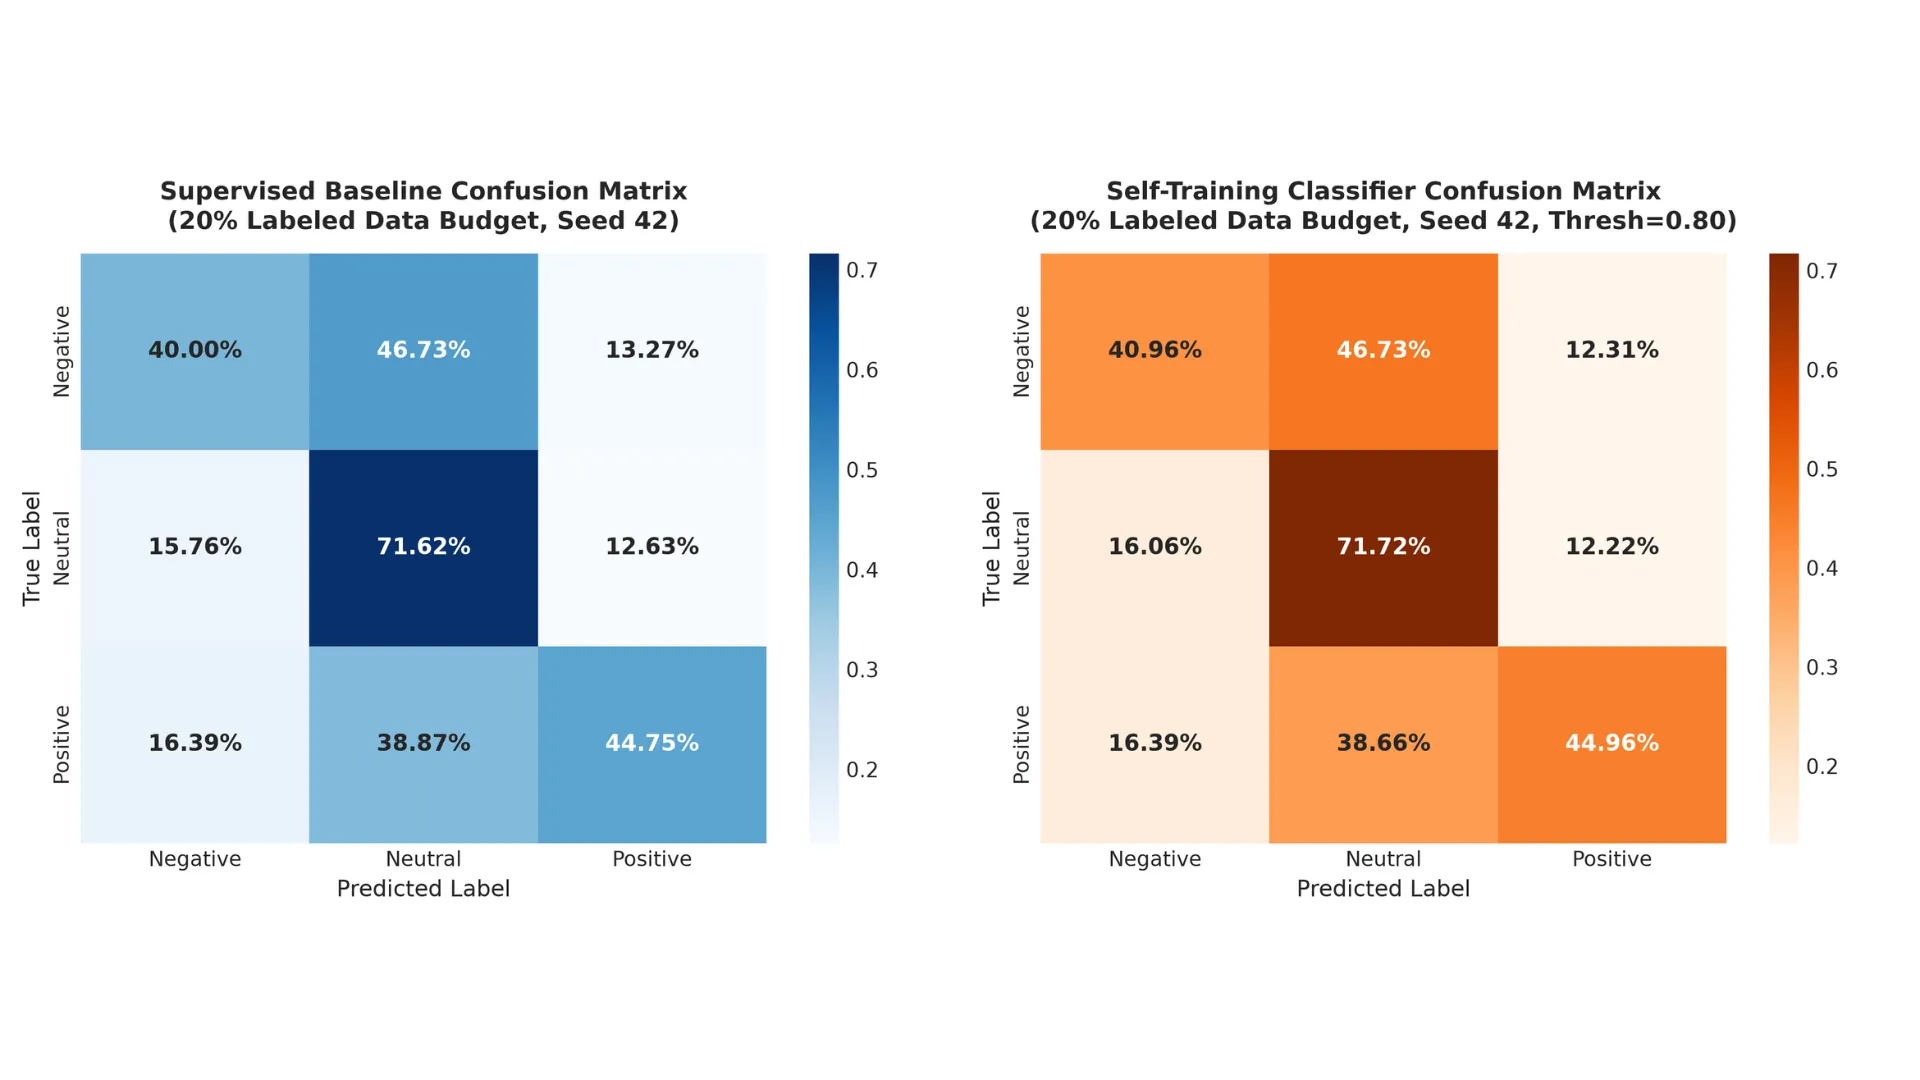 Supervised Baseline Confusion Matrix
(20% Labeled Data Budget, Seed 42)
True Label
Negative
40.00% 46.73% 13.27%
Neutral
15.76% 71.62% 12.63%
Positive
16.39% 38.87% 44.75%
Negative Neutral Positive
Predicted Label
0.7
0.6
0.5
0.4
0.3
0.2
Self-Training Classifier Confusion Matrix
(20% Labeled Data Budget, Seed 42, Thresh=0.80)
True Label
Negative
40.96% 46.73% 12.31%
Neutral
16.06% 71.72% 12.22%
Positive
16.39% 38.66% 44.96%
Negative Neutral Positive
Predicted Label
0.7
0.6
0.5
0.4
0.3
0.2